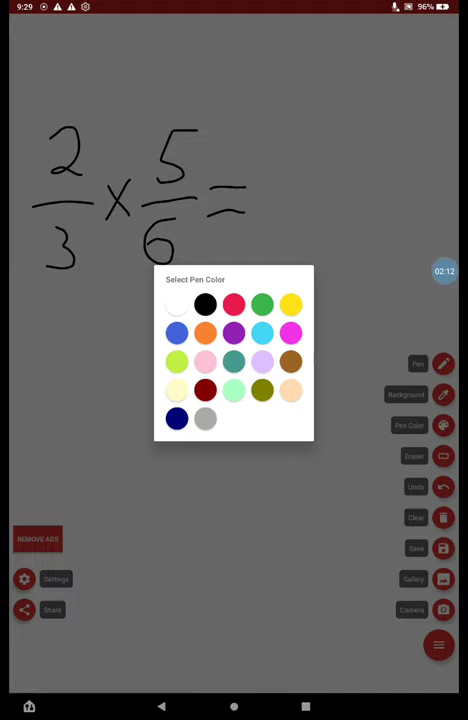 9:29 96%
2/3 × 5/6 =
Select Pen Color
02:12
Pen
Background
Pen Color
Eraser
Undo
Clear
REMOVE ADS
Save
Settings
Gallery
Share
Camera